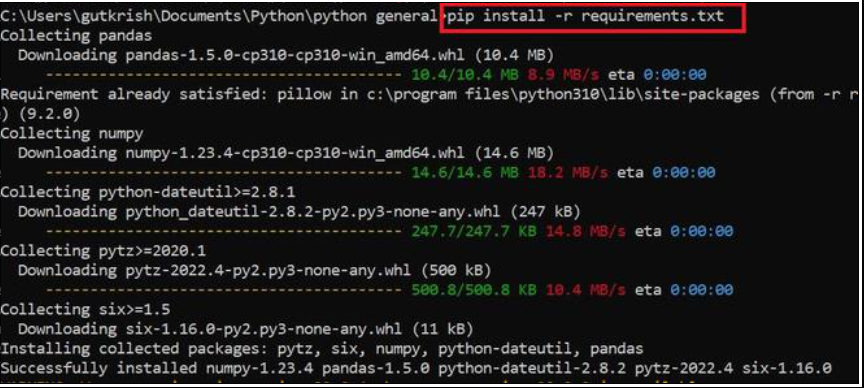 C:\Users\gutkrish\Documents\Python\python general>pip install -r requirements.txt
Collecting pandas
Downloading pandas-1.5.0-cp310-cp310-win_amd64.whl (10.4 MB)
---------------------------------------- 10.4/10.4 MB 8.9 MB/s eta 0:00:00
Requirement already satisfied: pillow in c:\program files\python310\lib\site-packages (from -r r
) (9.2.0)
Collecting numpy
Downloading numpy-1.23.4-cp310-cp310-win_amd64.whl (14.6 MB)
---------------------------------------- 14.6/14.6 MB 18.2 MB/s eta 0:00:00
Collecting python-dateutil>=2.8.1
Downloading python_dateutil-2.8.2-py2.py3-none-any.whl (247 kB)
---------------------------------------- 247.7/247.7 KB 14.8 MB/s eta 0:00:00
Collecting pytz>=2020.1
Downloading pytz-2022.4-py2.py3-none-any.whl (500 kB)
---------------------------------------- 500.8/500.8 KB 10.4 MB/s eta 0:00:00
Collecting six>=1.5
Downloading six-1.16.0-py2.py3-none-any.whl (11 kB)
Installing collected packages: pytz, six, numpy, python-dateutil, pandas
Successfully installed numpy-1.23.4 pandas-1.5.0 python-dateutil-2.8.2 pytz-2022.4 six-1.16.0